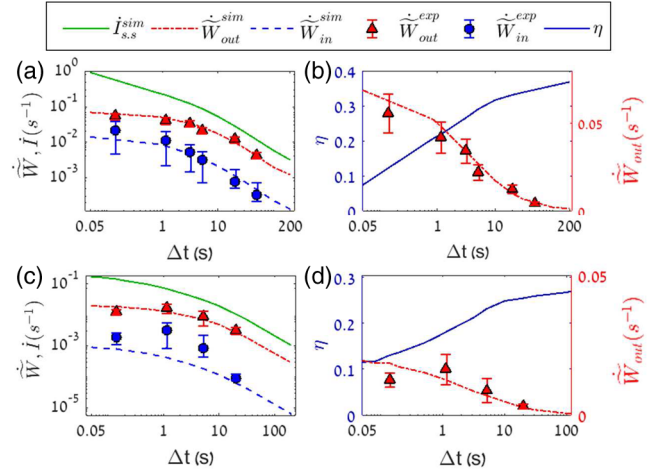 İ_{s.s}^{sim} W̃̇_{out}^{sim} W̃̇_{in}^{sim} W̃̇_{out}^{exp} W̃̇_{in}^{exp} η
(a)
W̃̇, İ(s⁻¹)
10⁰
10⁻¹
10⁻²
10⁻³
0.05 1 10 200
Δt (s)
(b)
η
0.4
0.3
0.2
0.1
0
0.05
0
W̃̇_{out}(s⁻¹)
0.05 1 10 200
Δt (s)
(c)
W̃̇, İ(s⁻¹)
10⁻¹
10⁻³
10⁻⁵
0.05 1 10 100
Δt (s)
(d)
η
0.3
0.2
0.1
0
0.05
0
W̃̇_{out}(s⁻¹)
0.05 1 10 100
Δt (s)